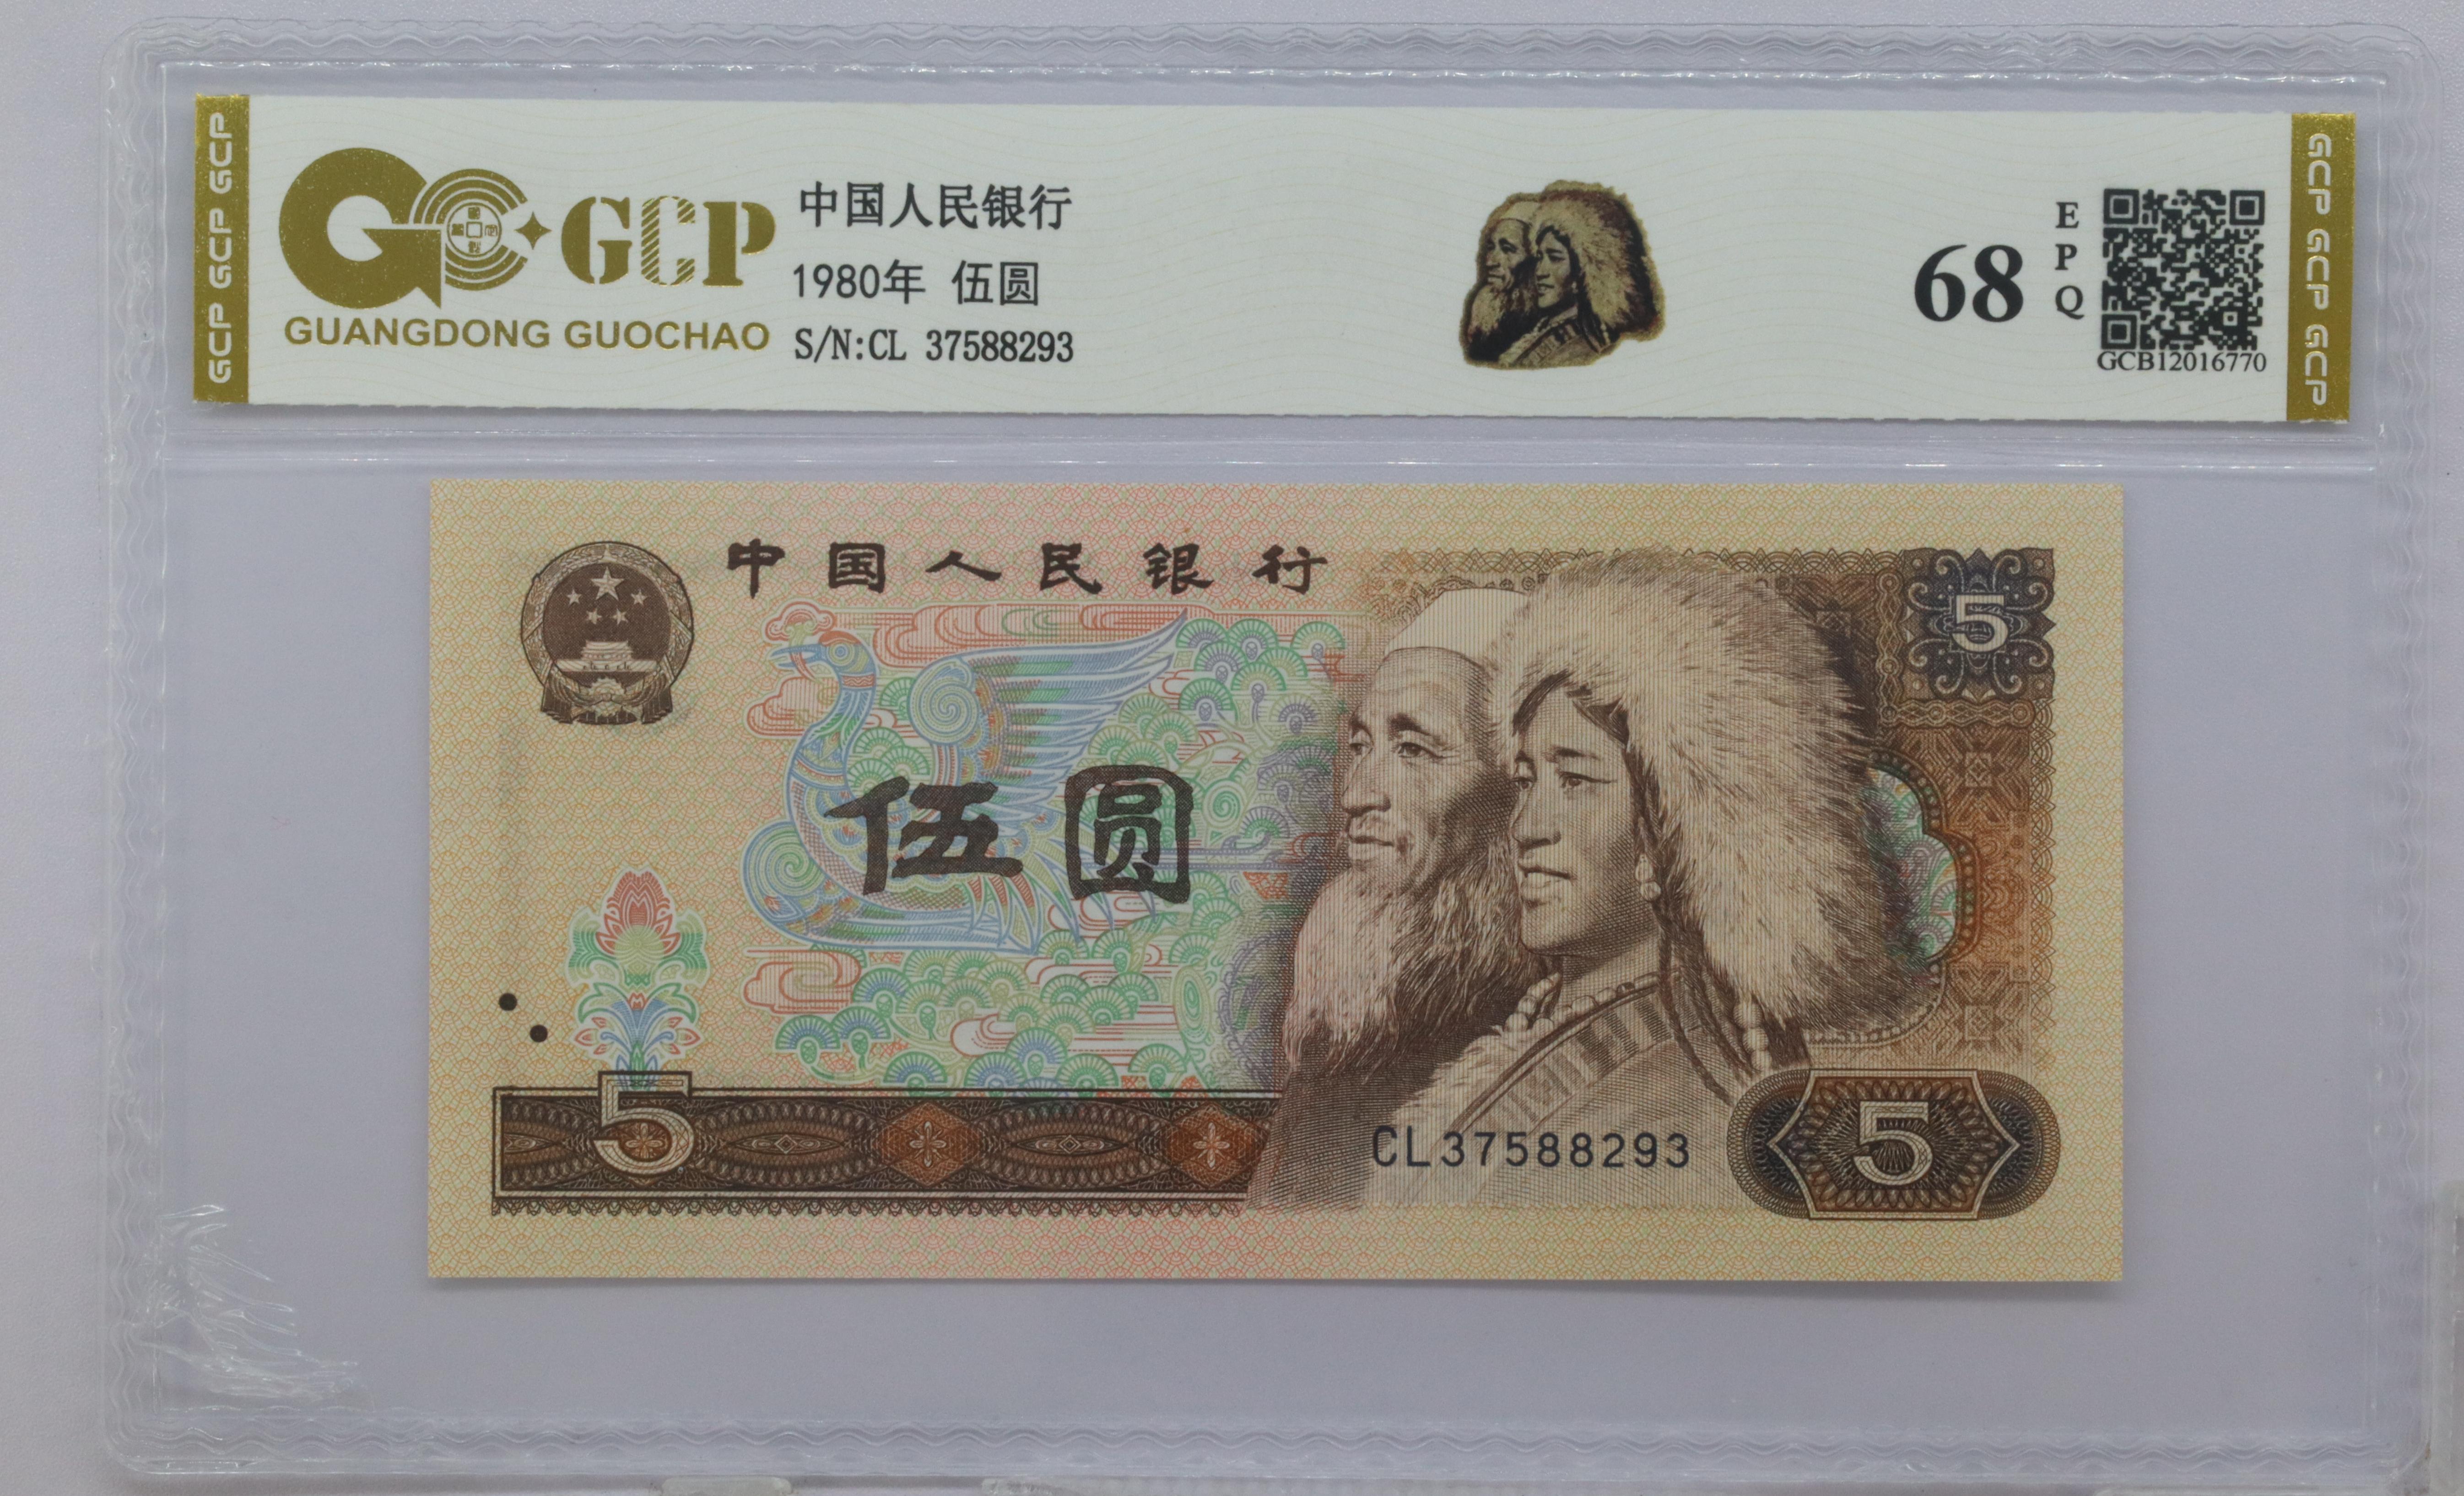 GCP GCP GCP
GCP
GUANGDONG GUOCHAO
中国人民银行
1980年 伍圆
S/N:CL 37588293
68
EPQ
GCB12016770
GCP GCP GCP
中国人民银行
5
伍圆
5
CL37588293
5